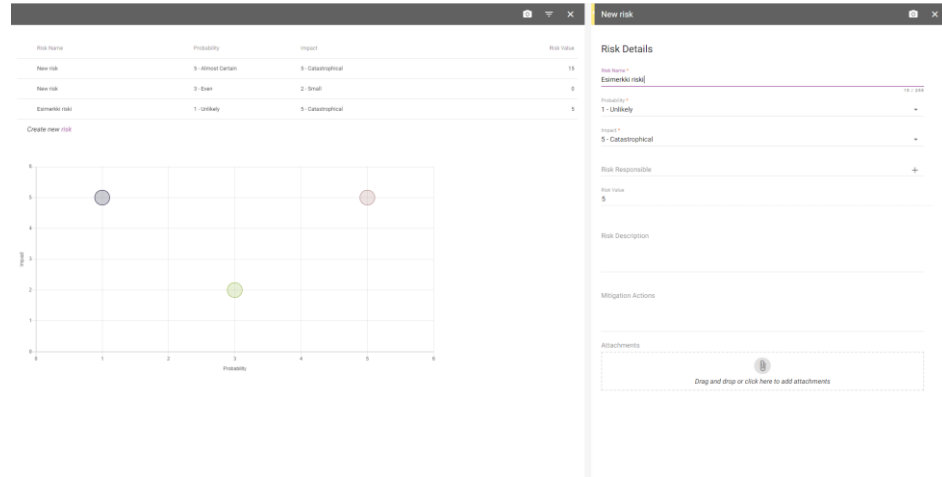 Risk Name Probability Impact Risk Value
New risk 5 - Almost Certain 5 - Catastrophical 15
New risk 3 - Even 2 - Small 0
Esimerkki riski 1 - Unlikely 5 - Catastrophical 5
Create new risk
6
5
4
3
2
1
0
Impact
0 1 2 3 4 5 6
Probability
New risk
Risk Details
Risk Name *
Esimerkki riski
15 / 255
Probability *
1 - Unlikely
Impact *
5 - Catastrophical
Risk Responsible
Risk Value
5
Risk Description
Mitigation Actions
Attachments
Drag and drop or click here to add attachments